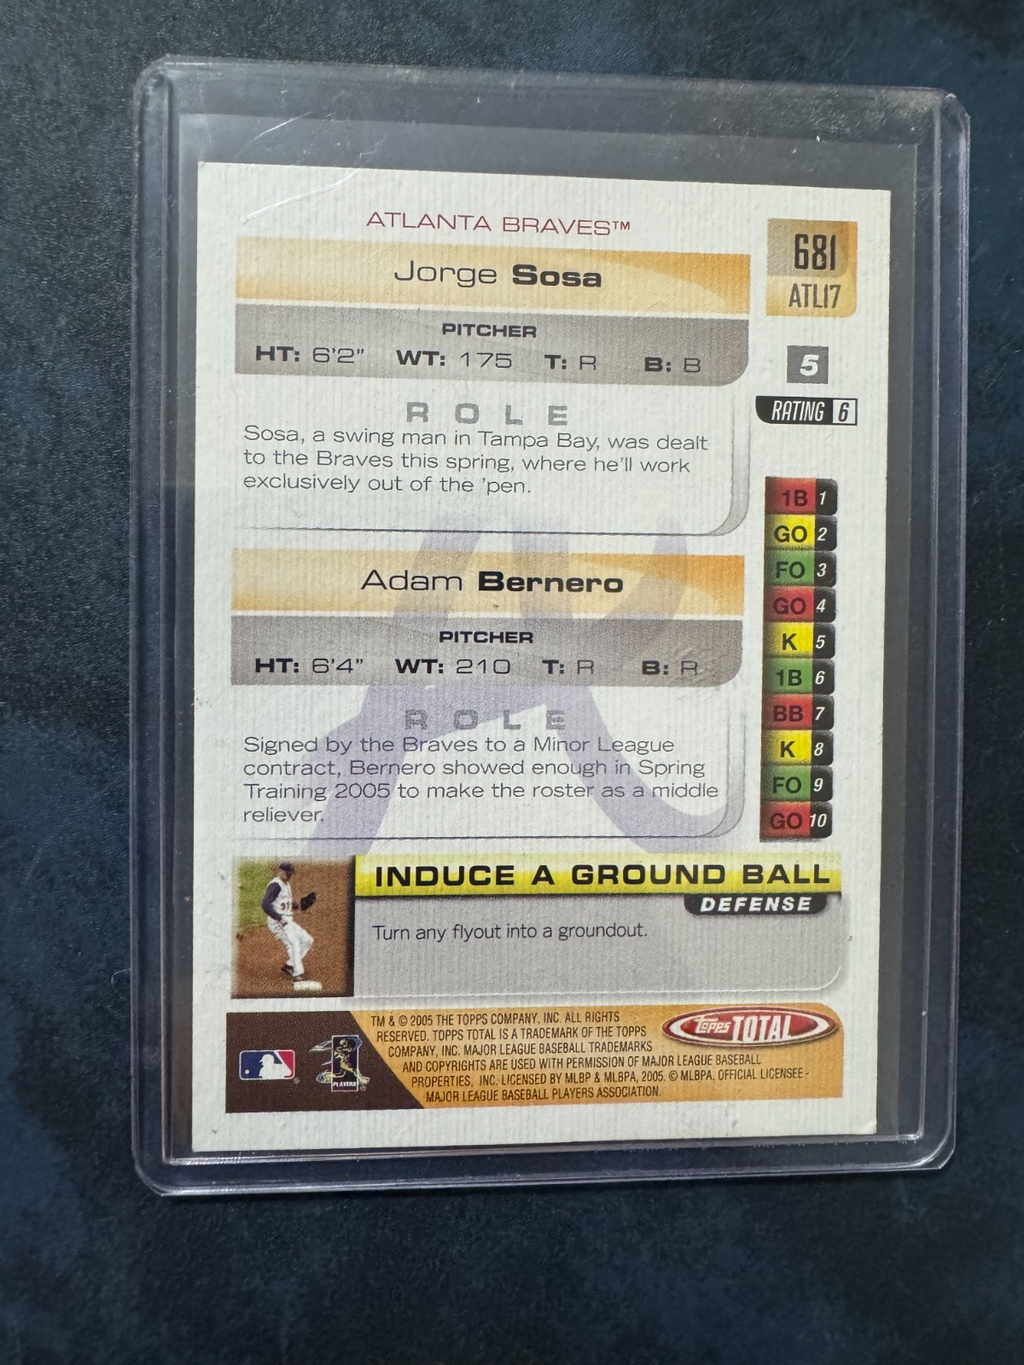 ATLANTA BRAVES™
681
ATL17
Jorge Sosa
PITCHER
HT: 6'2" WT: 175 T: R B: B
5
RATING 6
ROLE
Sosa, a swing man in Tampa Bay, was dealt
to the Braves this spring, where he'll work
exclusively out of the 'pen.
Adam Bernero
PITCHER
HT: 6'4" WT: 210 T: R B: R
ROLE
Signed by the Braves to a Minor League
contract, Bernero showed enough in Spring
Training 2005 to make the roster as a middle
reliever.
1B 1
GO 2
FO 3
GO 4
K 5
1B 6
BB 7
K 8
FO 9
GO 10
INDUCE A GROUND BALL
DEFENSE
Turn any flyout into a groundout.
TM & © 2005 THE TOPPS COMPANY, INC. ALL RIGHTS
RESERVED. TOPPS TOTAL IS A TRADEMARK OF THE TOPPS
COMPANY, INC. MAJOR LEAGUE BASEBALL TRADEMARKS
AND COPYRIGHTS ARE USED WITH PERMISSION OF MAJOR LEAGUE BASEBALL
PROPERTIES, INC. LICENSED BY MLBP & MLBPA, 2005. © MLBPA. OFFICIAL LICENSEE -
MAJOR LEAGUE BASEBALL PLAYERS ASSOCIATION.
Topps TOTAL
PLAYERS